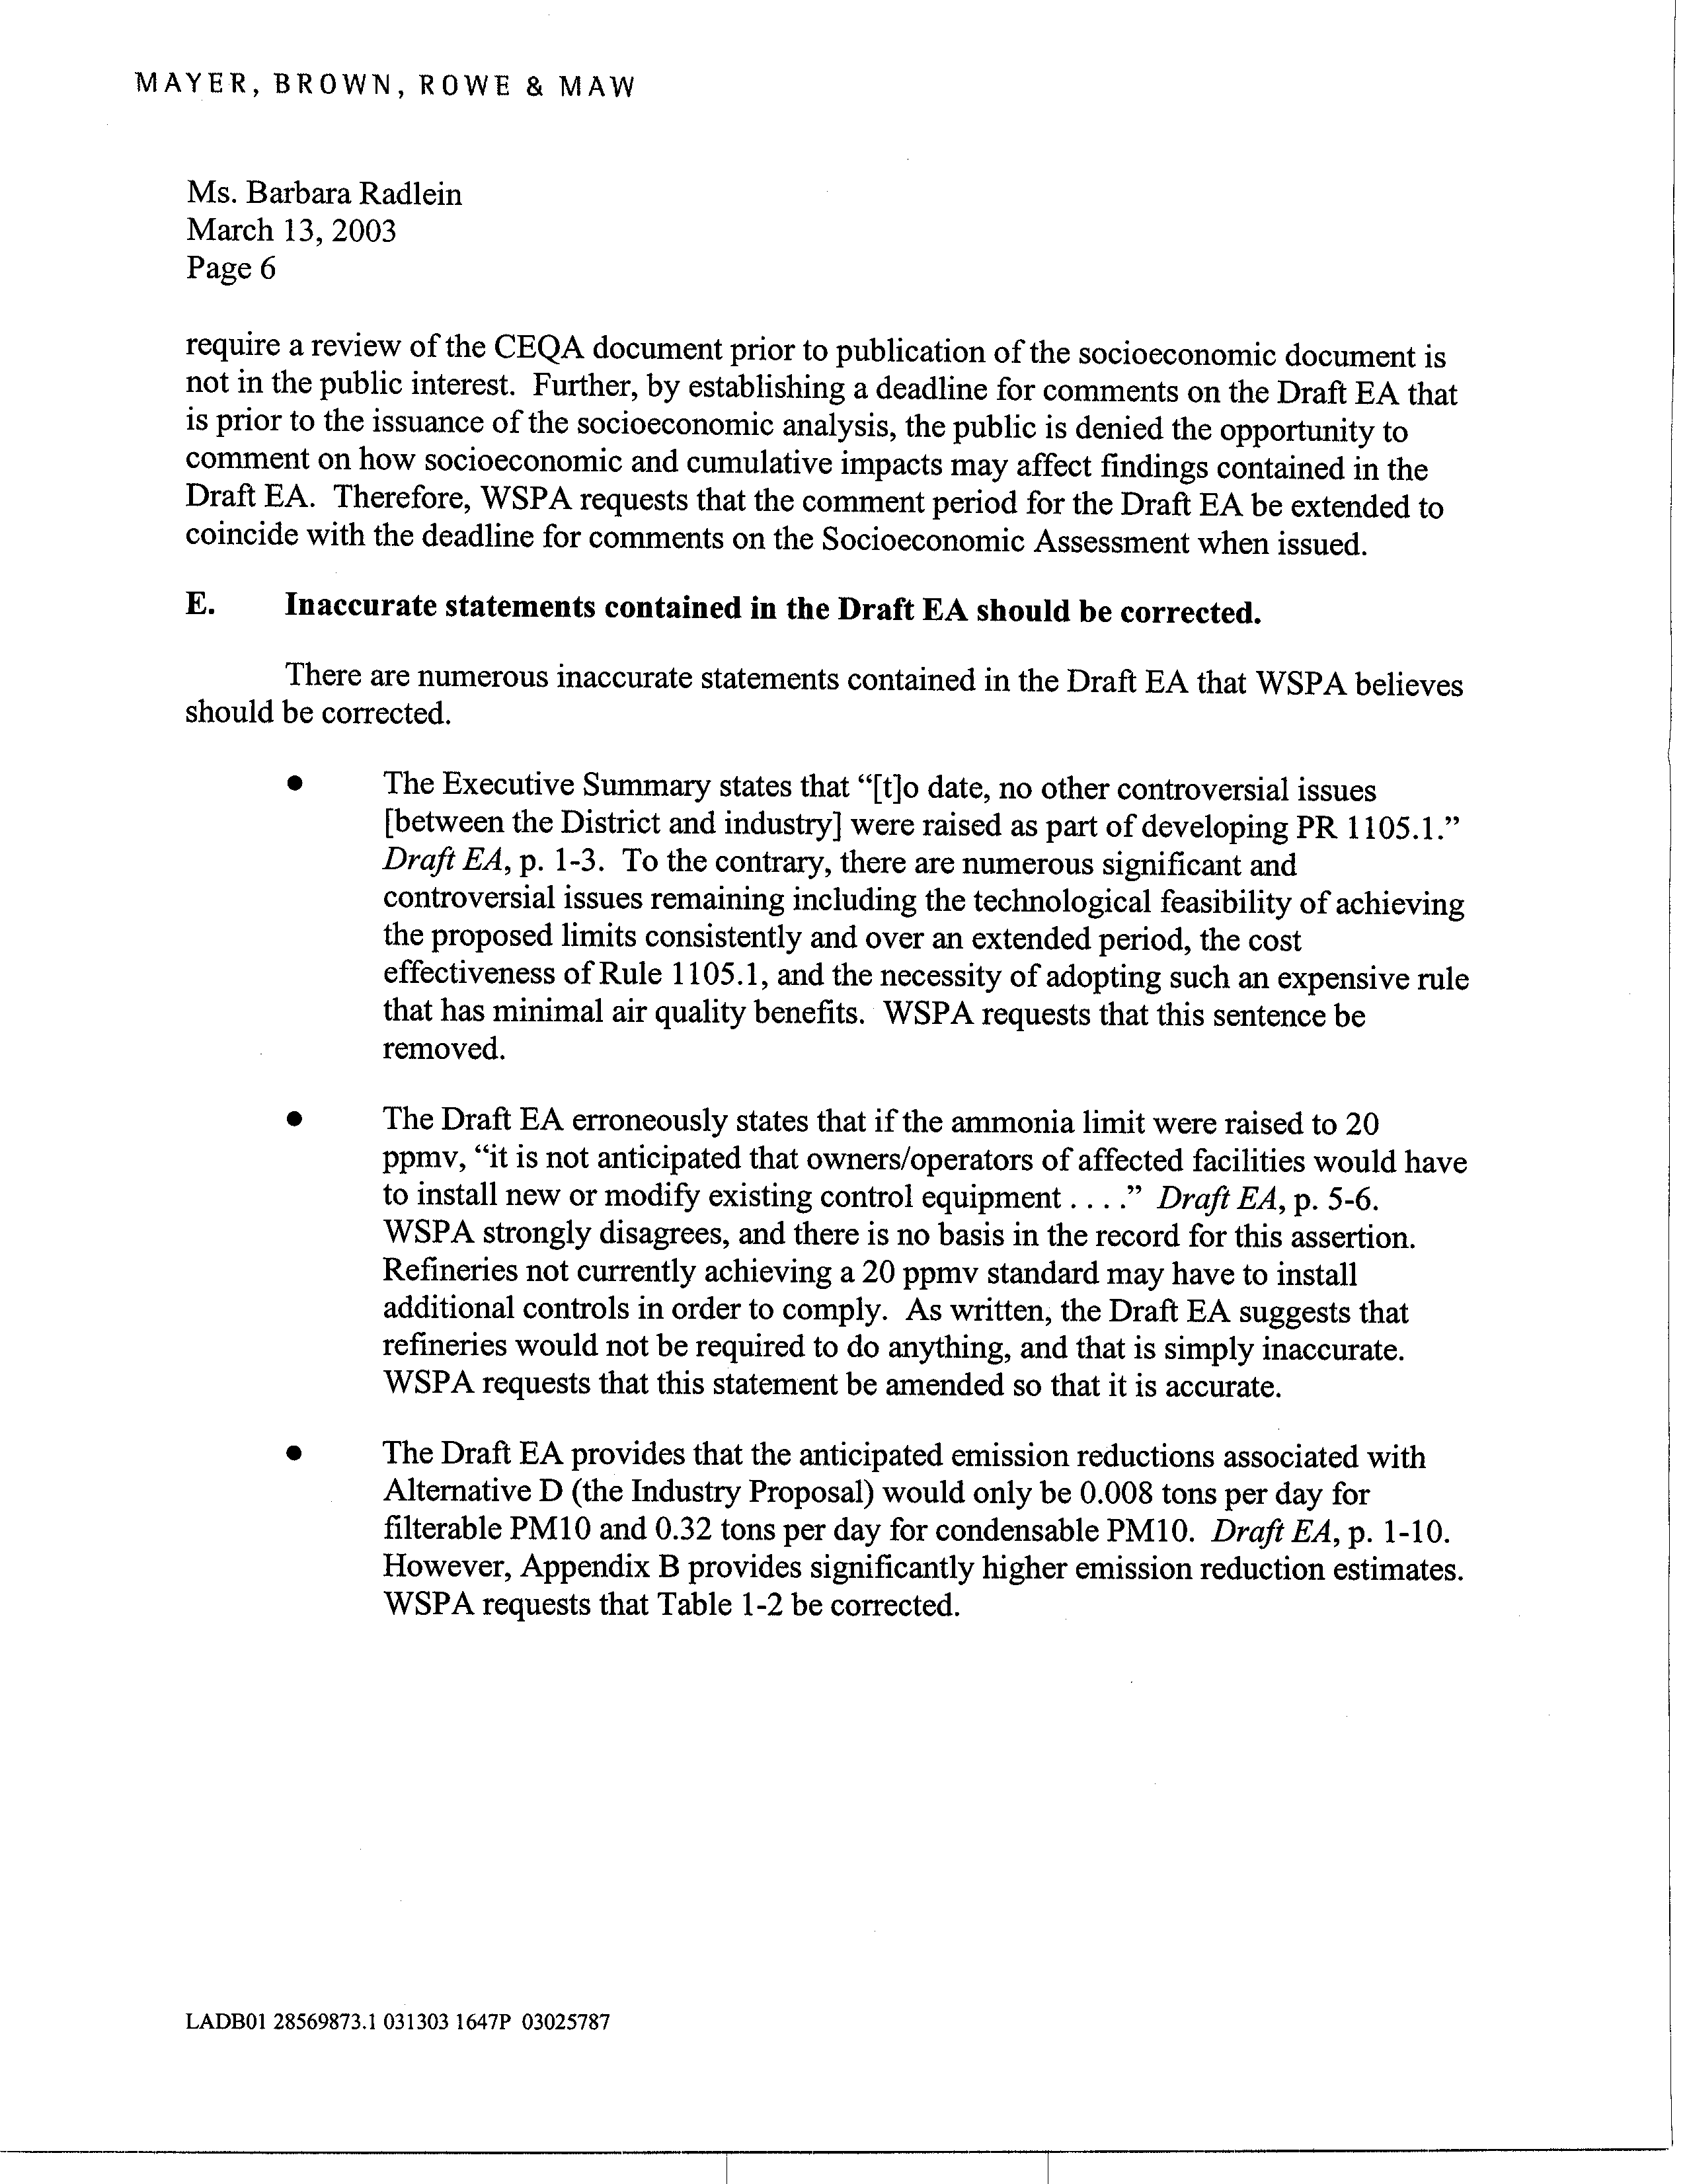 MAYER, BROWN, ROWE & MAW
Ms. Barbara Radlein
March 13, 2003
Page 6
require a review of the CEQA document prior to publication of the socioeconomic document is
not in the public interest.  Further, by establishing a deadline for comments on the Draft EA that
is prior to the issuance of the socioeconomic analysis, the public is denied the opportunity to
comment on how socioeconomic and cumulative impacts may affect findings contained in the
Draft EA.  Therefore, WSPA requests that the comment period for the Draft EA be extended to
coincide with the deadline for comments on the Socioeconomic Assessment when issued.
E. Inaccurate statements contained in the Draft EA should be corrected.
There are numerous inaccurate statements contained in the Draft EA that WSPA believes
should be corrected.
● The Executive Summary states that “[t]o date, no other controversial issues
[between the District and industry] were raised as part of developing PR 1105.1.”
Draft EA, p. 1-3.  To the contrary, there are numerous significant and
controversial issues remaining including the technological feasibility of achieving
the proposed limits consistently and over an extended period, the cost
effectiveness of Rule 1105.1, and the necessity of adopting such an expensive rule
that has minimal air quality benefits.  WSPA requests that this sentence be
removed.
● The Draft EA erroneously states that if the ammonia limit were raised to 20
ppmv, “it is not anticipated that owners/operators of affected facilities would have
to install new or modify existing control equipment . . . .”  Draft EA, p. 5-6.
WSPA strongly disagrees, and there is no basis in the record for this assertion.
Refineries not currently achieving a 20 ppmv standard may have to install
additional controls in order to comply.  As written, the Draft EA suggests that
refineries would not be required to do anything, and that is simply inaccurate.
WSPA requests that this statement be amended so that it is accurate.
● The Draft EA provides that the anticipated emission reductions associated with
Alternative D (the Industry Proposal) would only be 0.008 tons per day for
filterable PM10 and 0.32 tons per day for condensable PM10.  Draft EA, p. 1-10.
However, Appendix B provides significantly higher emission reduction estimates.
WSPA requests that Table 1-2 be corrected.
LADB01 28569873.1 031303 1647P  03025787